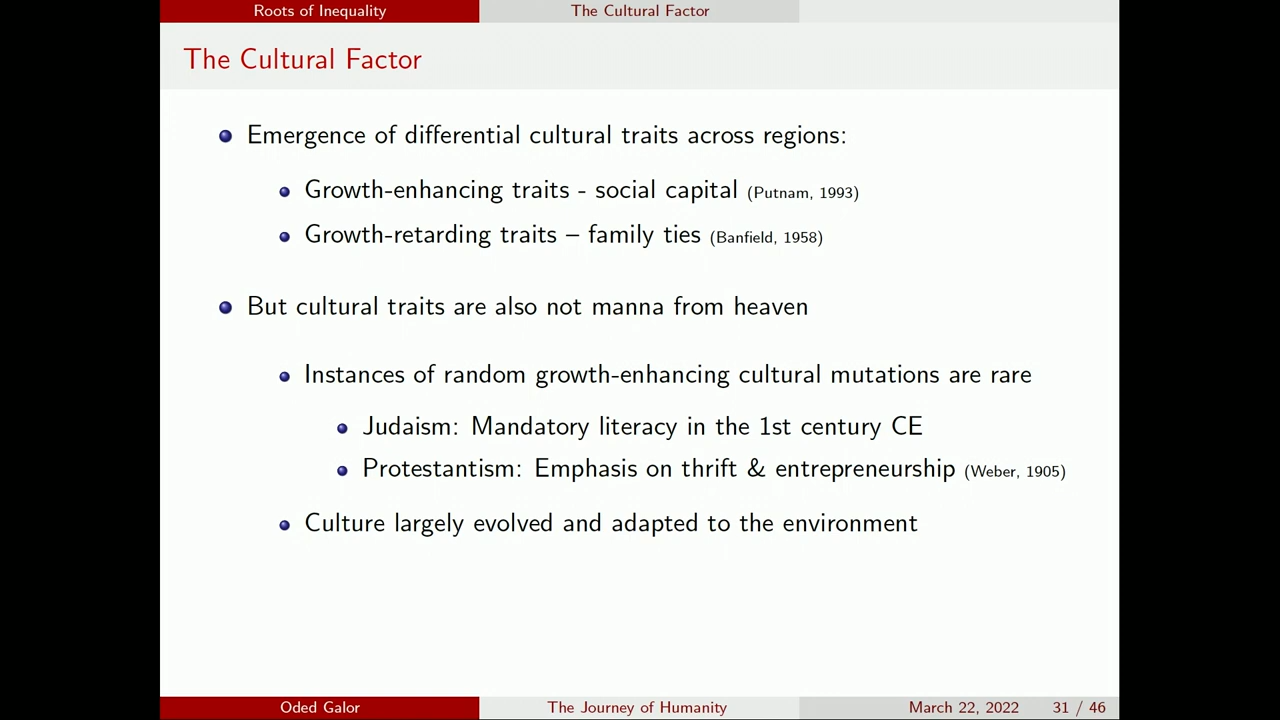 Roots of Inequality
The Cultural Factor
The Cultural Factor
Emergence of differential cultural traits across regions:
Growth-enhancing traits - social capital (Putnam, 1993)
Growth-retarding traits – family ties (Banfield, 1958)
But cultural traits are also not manna from heaven
Instances of random growth-enhancing cultural mutations are rare
Judaism: Mandatory literacy in the 1st century CE
Protestantism: Emphasis on thrift & entrepreneurship (Weber, 1905)
Culture largely evolved and adapted to the environment
Oded Galor
The Journey of Humanity
March 22, 2022
31 / 46